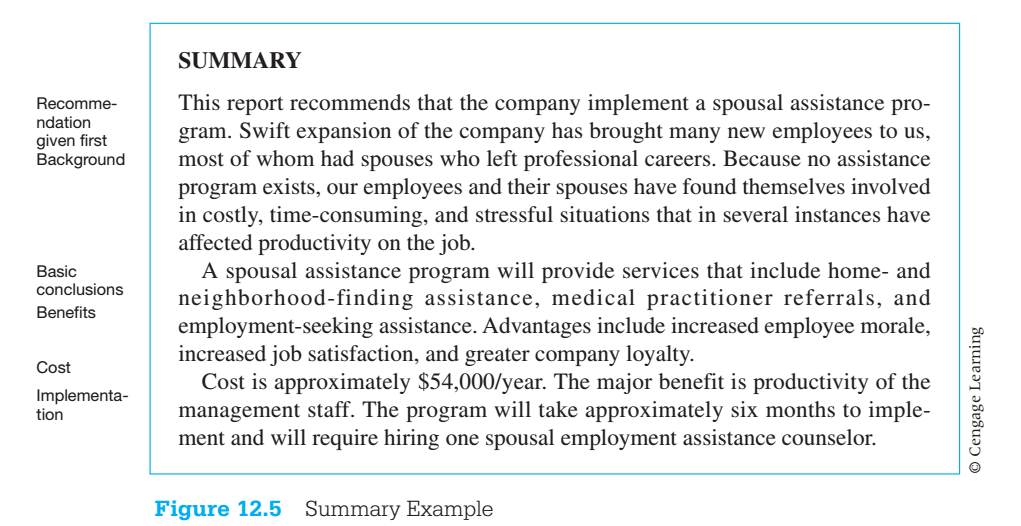 SUMMARY
Recomme-
ndation
given first
Background
This report recommends that the company implement a spousal assistance pro-
gram. Swift expansion of the company has brought many new employees to us,
most of whom had spouses who left professional careers. Because no assistance
program exists, our employees and their spouses have found themselves involved
in costly, time-consuming, and stressful situations that in several instances have
affected productivity on the job.
Basic
conclusions
Benefits
A spousal assistance program will provide services that include home- and
neighborhood-finding assistance, medical practitioner referrals, and
employment-seeking assistance. Advantages include increased employee morale,
increased job satisfaction, and greater company loyalty.
Cost
Implementa-
tion
Cost is approximately $54,000/year. The major benefit is productivity of the
management staff. The program will take approximately six months to imple-
ment and will require hiring one spousal employment assistance counselor.
© Cengage Learning
Figure 12.5 Summary Example